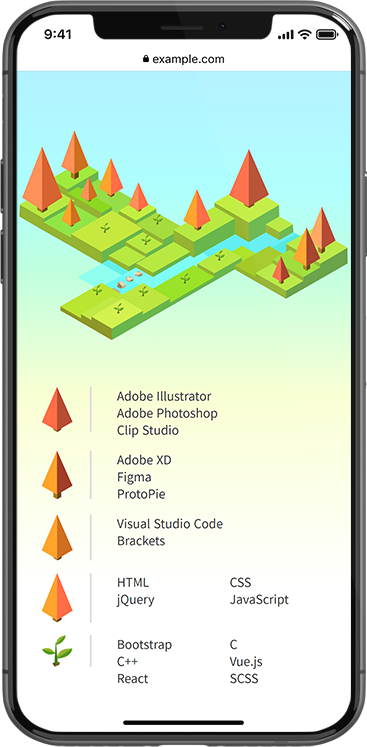 9:41
example.com
Adobe Illustrator
Adobe Photoshop
Clip Studio
Adobe XD
Figma
ProtoPie
Visual Studio Code
Brackets
HTML CSS
jQuery JavaScript
Bootstrap C
C++ Vue.js
React SCSS